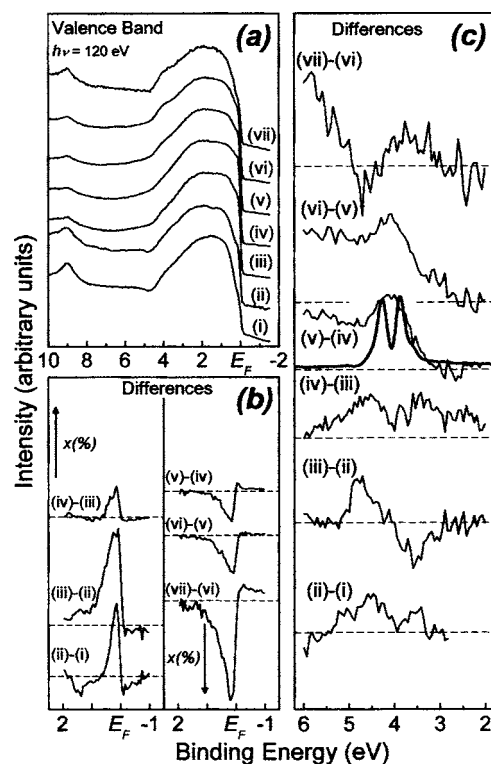 Intensity (arbitrary units)
Valence Band
hν = 120 eV
(a)
(vii)
(vi)
(v)
(iv)
(iii)
(ii)
(i)
10 8 6 4 2 E_F -2
Differences
(b)
x(%)
(iv)-(iii)
(iii)-(ii)
(ii)-(i)
(v)-(iv)
(vi)-(v)
(vii)-(vi)
x(%)
2 E_F -1
2 E_F -1
Differences
(c)
(vii)-(vi)
(vi)-(v)
(v)-(iv)
(iv)-(iii)
(iii)-(ii)
(ii)-(i)
6 5 4 3 2
Binding Energy (eV)